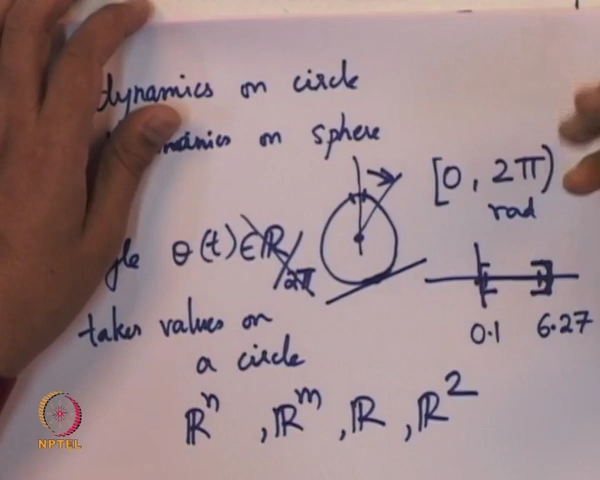 dynamics on circle
on sphere
[0, 2π)
rad
θ(t) ∈ ℝ/2π
takes values on
a circle
0.1 6.27
ℝⁿ, ℝᵐ, ℝ, ℝ²
NPTEL